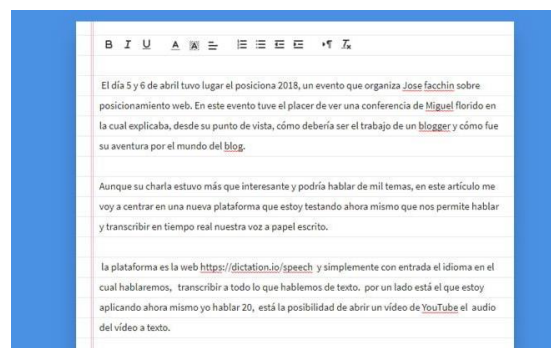 B I U A A
El día 5 y 6 de abril tuvo lugar el posiciona 2018, un evento que organiza Jose facchin sobre
posicionamiento web. En este evento tuve el placer de ver una conferencia de Miguel florido en
la cual explicaba, desde su punto de vista, cómo debería ser el trabajo de un blogger y cómo fue
su aventura por el mundo del blog.
Aunque su charla estuvo más que interesante y podría hablar de mil temas, en este artículo me
voy a centrar en una nueva plataforma que estoy testando ahora mismo que nos permite hablar
y transcribir en tiempo real nuestra voz a papel escrito.
la plataforma es la web https://dictation.io/speech y simplemente con entrada el idioma en el
cual hablaremos, transcribir a todo lo que hablemos de texto. por un lado está el que estoy
aplicando ahora mismo yo hablar 20, está la posibilidad de abrir un vídeo de YouTube el audio
del vídeo a texto.